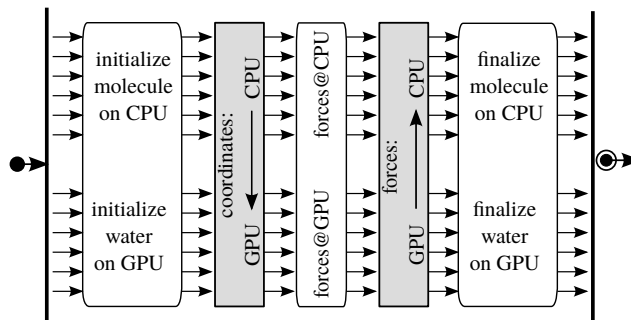 initialize
molecule
on CPU
initialize
water
on GPU
coordinates:
CPU
GPU
forces@CPU
forces@GPU
forces:
CPU
GPU
finalize
molecule
on CPU
finalize
water
on GPU